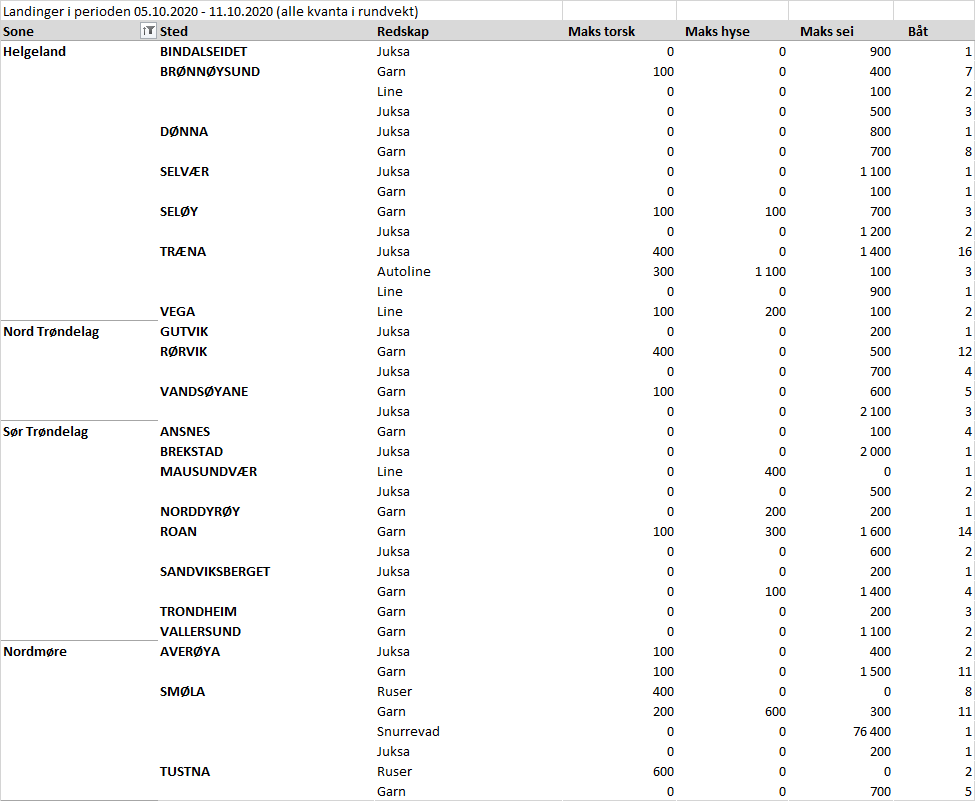 Landinger i perioden 05.10.2020 - 11.10.2020 (alle kvanta i rundvekt)
Sone Sted Redskap Maks torsk Maks hyse Maks sei Båt
Helgeland BINDALSEIDET Juksa 0 0 900 1
BRØNNØYSUND Garn 100 0 400 7
Line 0 0 100 2
Juksa 0 0 500 3
DØNNA Juksa 0 0 800 1
Garn 0 0 700 8
SELVÆR Juksa 0 0 1 100 1
Garn 0 0 100 1
SELØY Garn 100 100 700 3
Juksa 0 0 1 200 2
TRÆNA Juksa 400 0 1 400 16
Autoline 300 1 100 100 3
Line 0 0 900 1
VEGA Line 100 200 100 2
Nord Trøndelag GUTVIK Juksa 0 0 200 1
RØRVIK Garn 400 0 500 12
Juksa 0 0 700 4
VANDSØYANE Garn 100 0 600 5
Juksa 0 0 2 100 3
Sør Trøndelag ANSNES Garn 0 0 100 4
BREKSTAD Juksa 0 0 2 000 1
MAUSUNDVÆR Line 0 400 0 1
Juksa 0 0 500 2
NORDDYRØY Garn 0 200 200 1
ROAN Garn 100 300 1 600 14
Juksa 0 0 600 2
SANDVIKSBERGET Juksa 0 0 200 1
Garn 0 100 1 400 4
TRONDHEIM Garn 0 0 200 3
VALLERSUND Garn 0 0 1 100 2
Nordmøre AVERØYA Juksa 100 0 400 2
Garn 100 0 1 500 11
SMØLA Ruser 400 0 0 8
Garn 200 600 300 11
Snurrevad 0 0 76 400 1
Juksa 0 0 200 1
TUSTNA Ruser 600 0 0 2
Garn 0 0 700 5